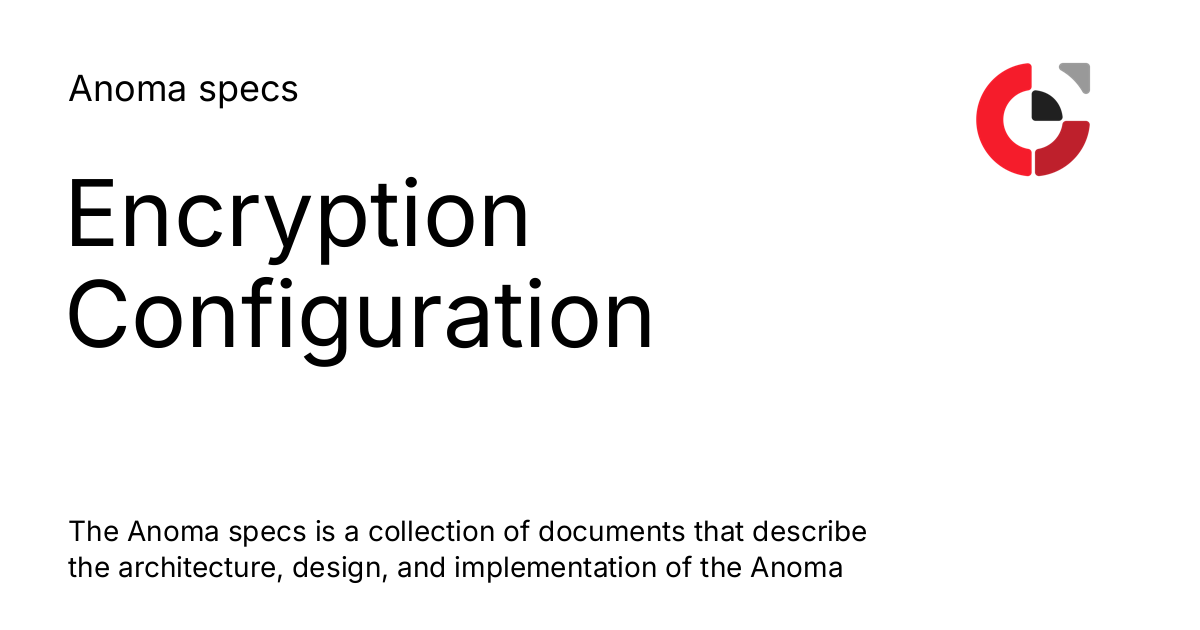 Anoma specs
Encryption
Configuration
The Anoma specs is a collection of documents that describe
the architecture, design, and implementation of the Anoma